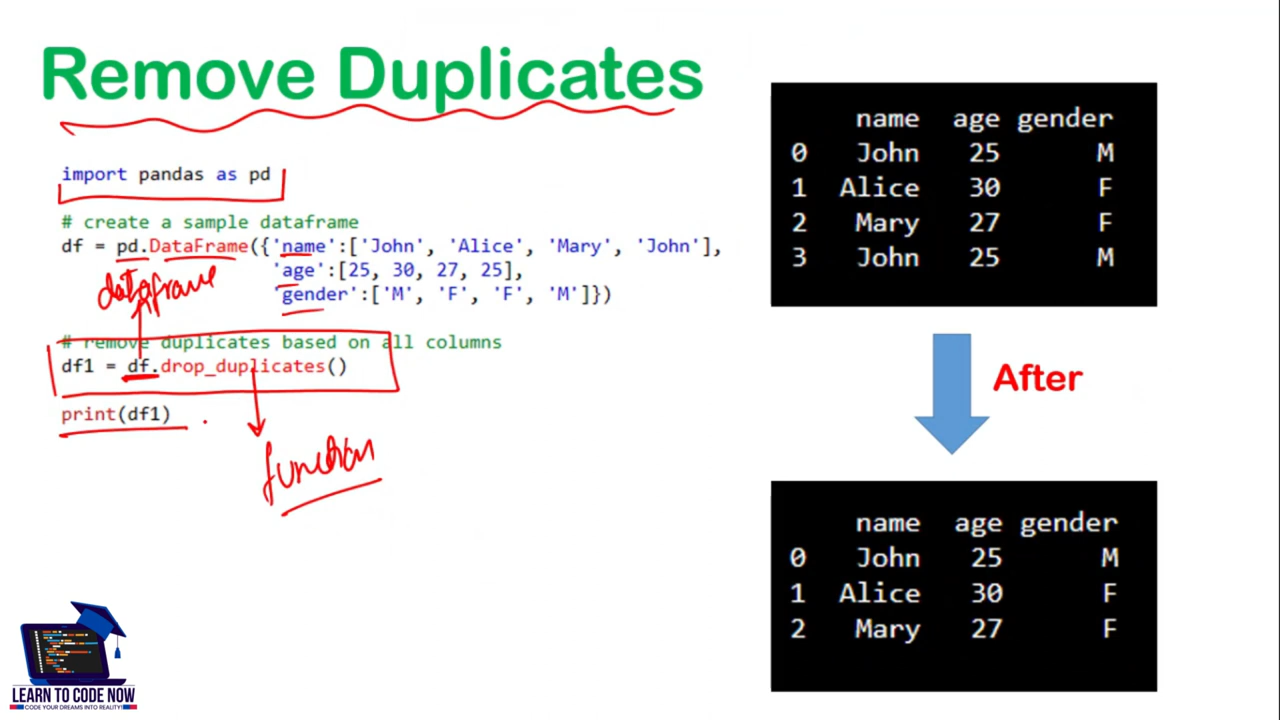 Remove Duplicates
import pandas as pd
# create a sample dataframe
df = pd.DataFrame({'name':['John', 'Alice', 'Mary', 'John'],
'age':[25, 30, 27, 25],
'gender':['M', 'F', 'F', 'M']})
dataframe
# remove duplicates based on all columns
df1 = df.drop_duplicates()
print(df1)
function
name age gender
0 John 25 M
1 Alice 30 F
2 Mary 27 F
3 John 25 M
After
name age gender
0 John 25 M
1 Alice 30 F
2 Mary 27 F
LEARN TO CODE NOW
CODE YOUR DREAMS INTO REALITY!